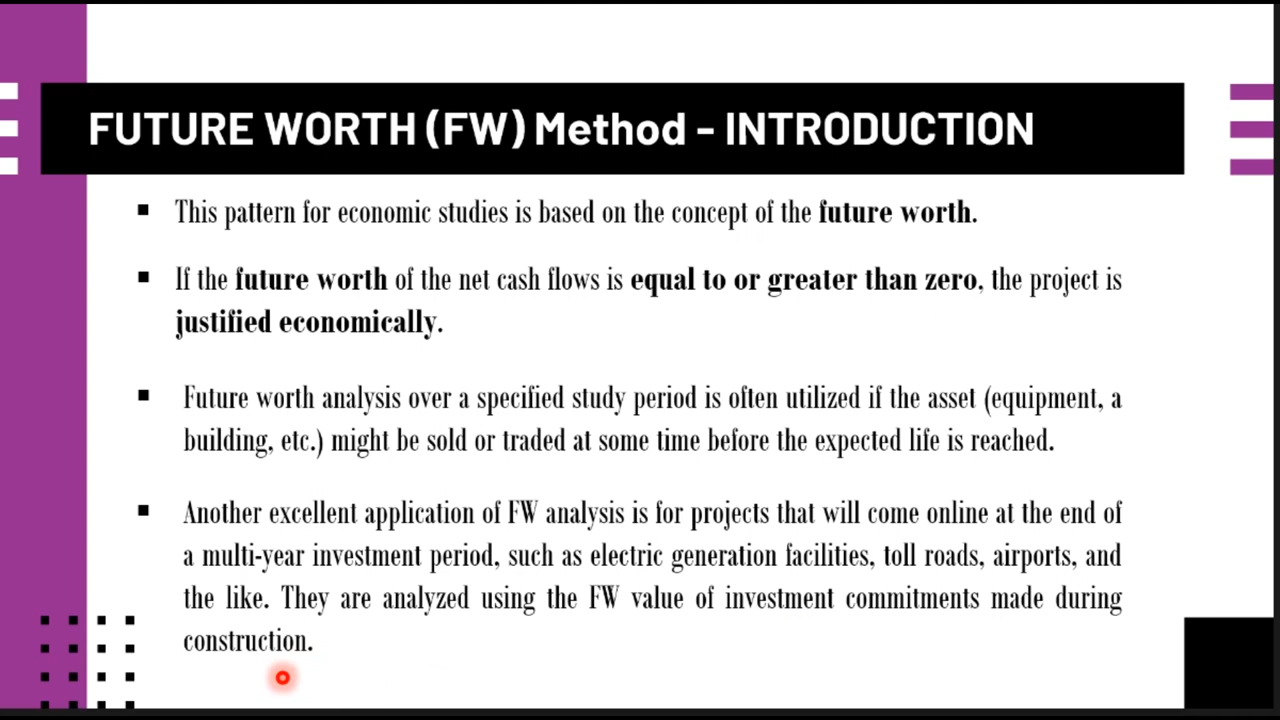 FUTURE WORTH (FW) Method - INTRODUCTION
This pattern for economic studies is based on the concept of the future worth.
If the future worth of the net cash flows is equal to or greater than zero, the project is
justified economically.
Future worth analysis over a specified study period is often utilized if the asset (equipment, a
building, etc.) might be sold or traded at some time before the expected life is reached.
Another excellent application of FW analysis is for projects that will come online at the end of
a multi-year investment period, such as electric generation facilities, toll roads, airports, and
the like. They are analyzed using the FW value of investment commitments made during
construction.